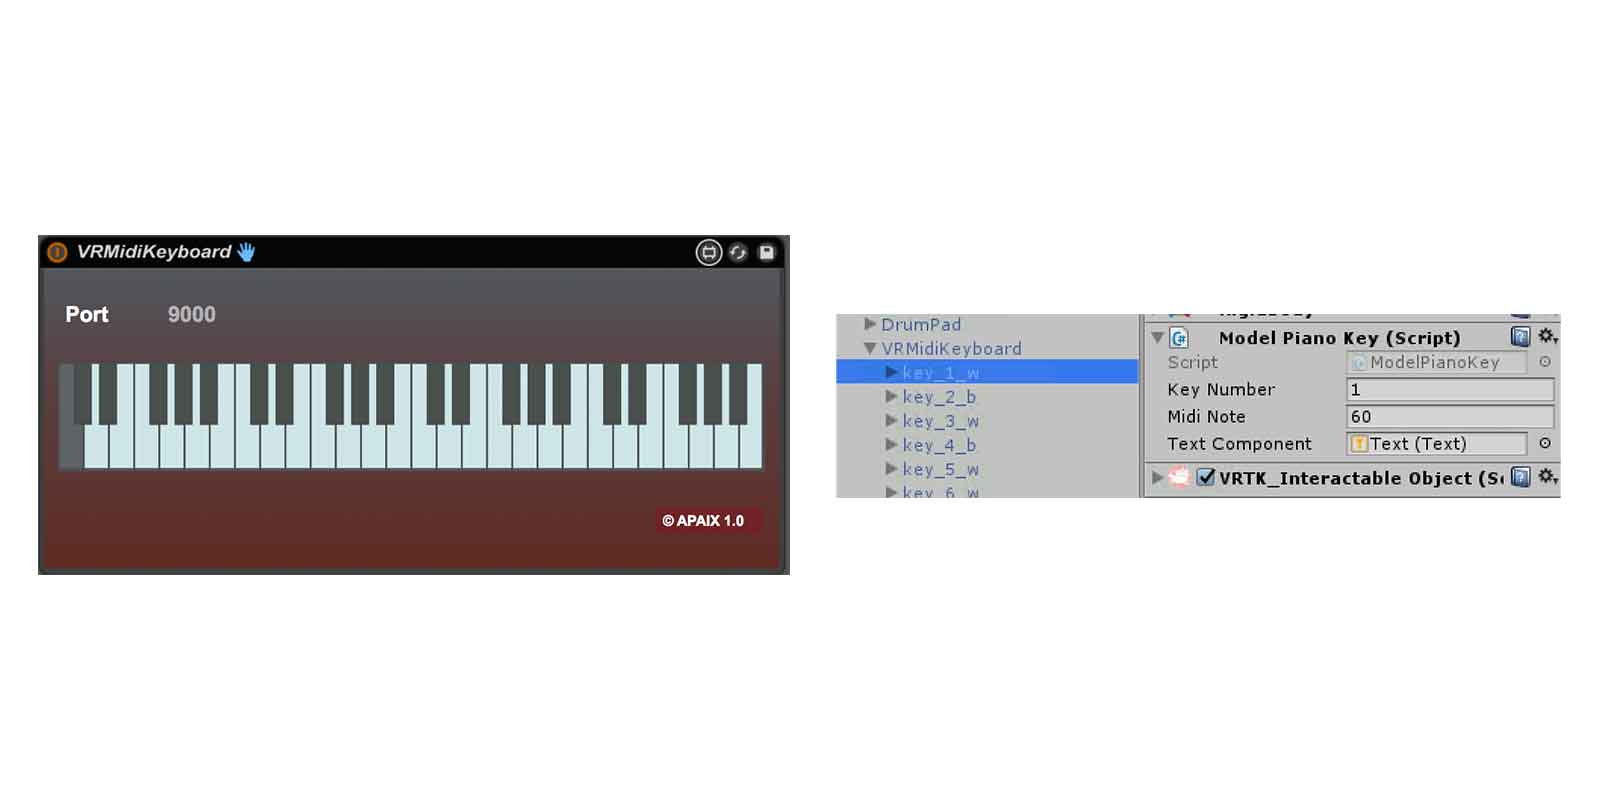 VRMidiKeyboard
Port 9000
© APAIX 1.0
DrumPad
VRMidiKeyboard
key_1_w
key_2_b
key_3_w
key_4_b
key_5_w
key_6_w
Model Piano Key (Script)
Script ModelPianoKey
Key Number 1
Midi Note 60
Text Component Text (Text)
VRTK_Interactable Object (S